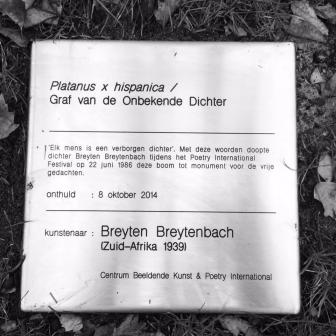 Platanus x hispanica /
Graf van de Onbekende Dichter
'Elk mens is een verborgen dichter'. Met deze woorden doopte
dichter Breyten Breytenbach tijdens het Poetry International
Festival op 22 juni 1986 deze boom tot monument voor de vrije
gedachten.
onthuld : 8 oktober 2014
kunstenaar : Breyten Breytenbach
(Zuid-Afrika 1939)
Centrum Beeldende Kunst & Poetry International